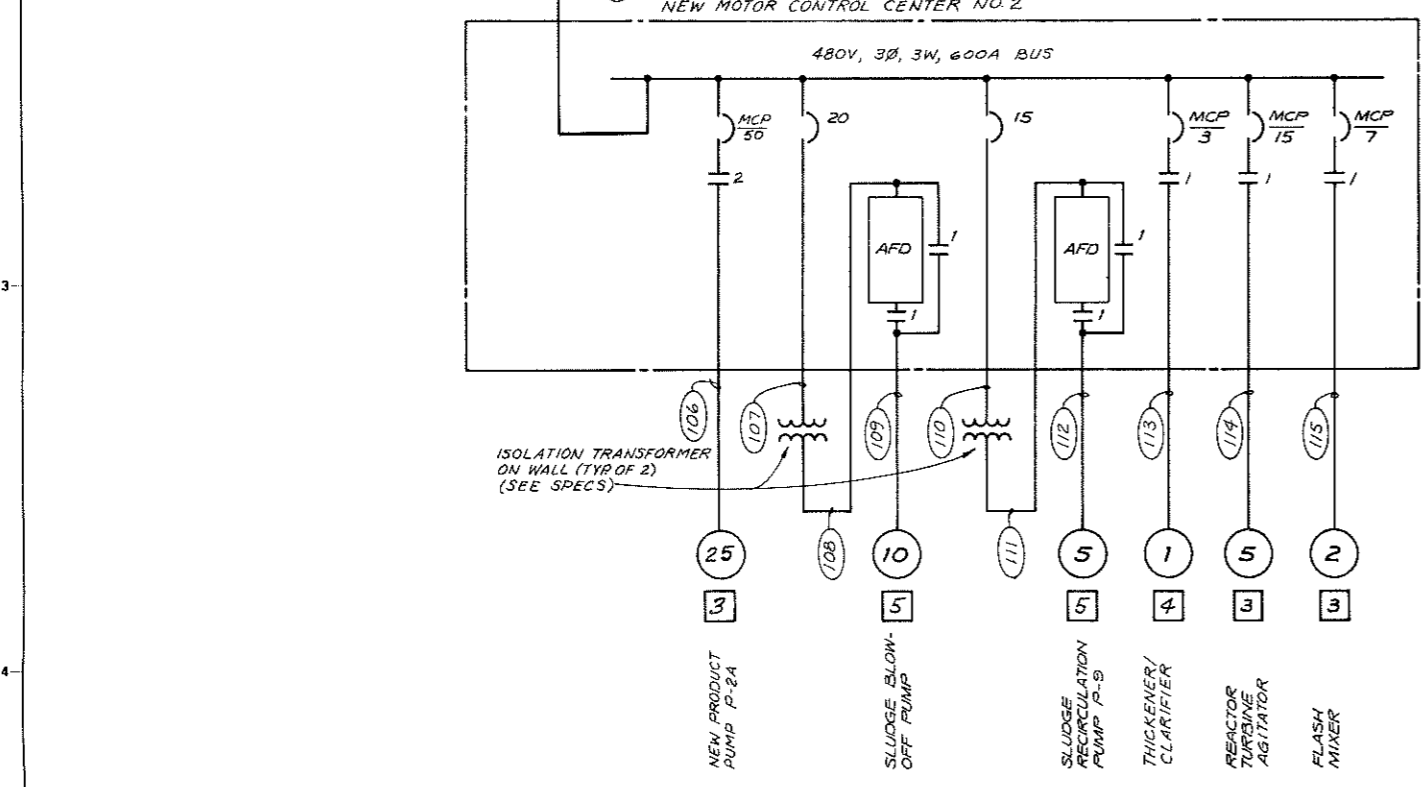 NEW MOTOR CONTROL CENTER NO. 2
480V, 3Ø, 3W, 600A BUS
MCP
50
20
15
MCP
3
MCP
15
MCP
7
2
1
1
1
AFD
1
AFD
1
1
1
3
106
107
109
110
112
113
114
115
ISOLATION TRANSFORMER
ON WALL (TYP OF 2)
(SEE SPECS)
108
111
25
10
5
1
5
2
3
5
5
4
3
3
4
NEW PRODUCT
PUMP P-2A
SLUDGE BLOW-
OFF PUMP
SLUDGE
RECIRCULATION
PUMP P-9
THICKENER/
CLARIFIER
REACTOR
TURBINE
AGITATOR
FLASH
MIXER